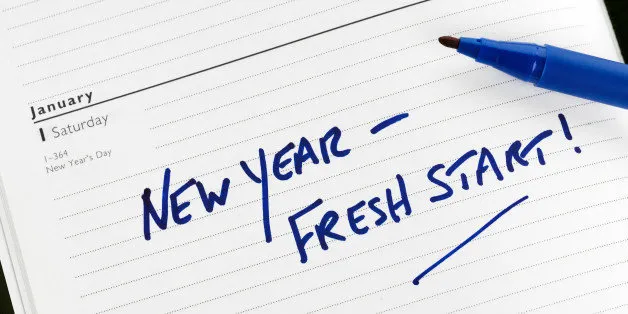 January
1 Saturday
1-364
New Year's Day
NEW YEAR –
FRESH START!